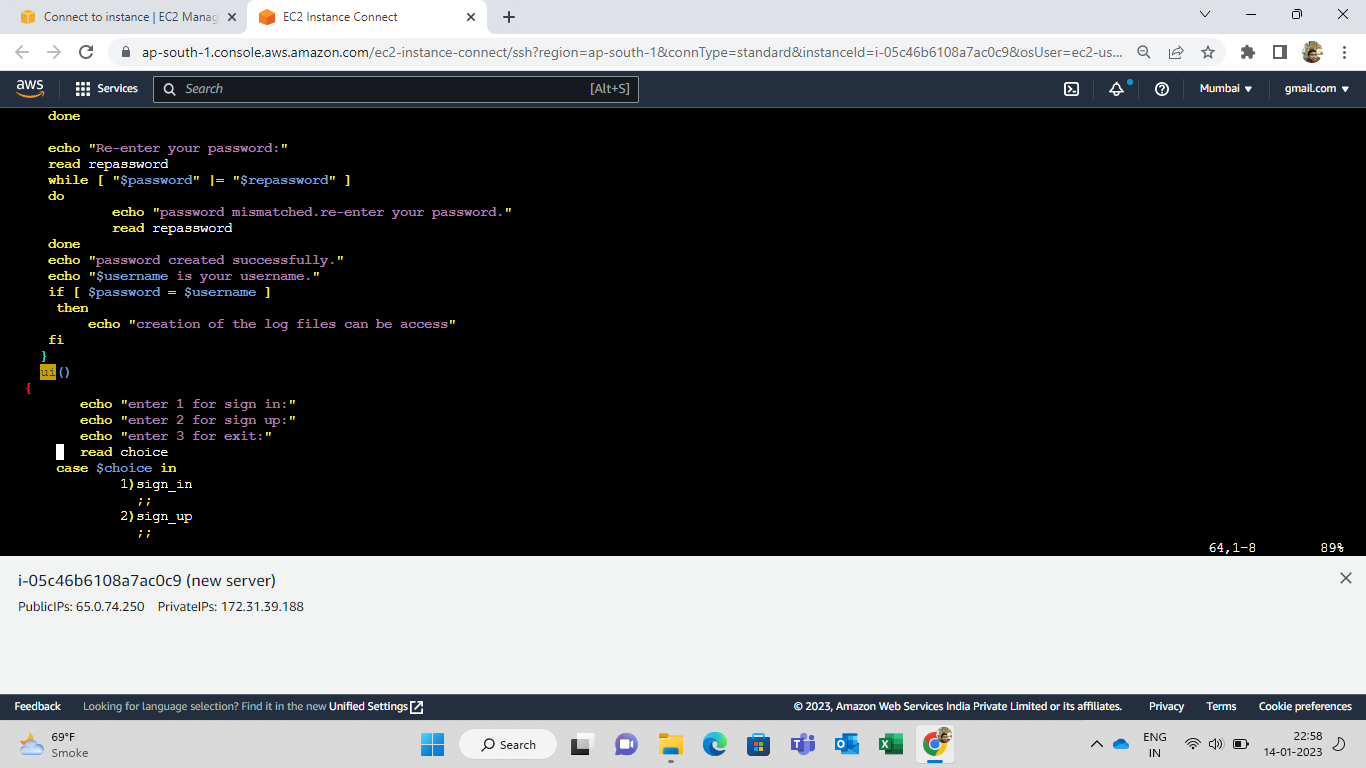 Connect to instance | EC2 Manag
EC2 Instance Connect
ap-south-1.console.aws.amazon.com/ec2-instance-connect/ssh?region=ap-south-1&connType=standard&instanceId=i-05c46b6108a7ac0c9&osUser=ec2-us...
aws Services Search [Alt+S] Mumbai ▼ gmail.com ▼
done
echo "Re-enter your password:"
read repassword
while [ "$password" |= "$repassword" ]
do
echo "password mismatched.re-enter your password."
read repassword
done
echo "password created successfully."
echo "$username is your username."
if [ $password = $username ]
then
echo "creation of the log files can be access"
fi
}
ui()
{
echo "enter 1 for sign in:"
echo "enter 2 for sign up:"
echo "enter 3 for exit:"
read choice
case $choice in
1)sign_in
;;
2)sign_up
;;
64,1-8 89%
i-05c46b6108a7ac0c9 (new server)
PublicIPs: 65.0.74.250 PrivateIPs: 172.31.39.188
Feedback Looking for language selection? Find it in the new Unified Settings © 2023, Amazon Web Services India Private Limited or its affiliates. Privacy Terms Cookie preferences
69°F
Smoke
Search
ENG
IN
22:58
14-01-2023